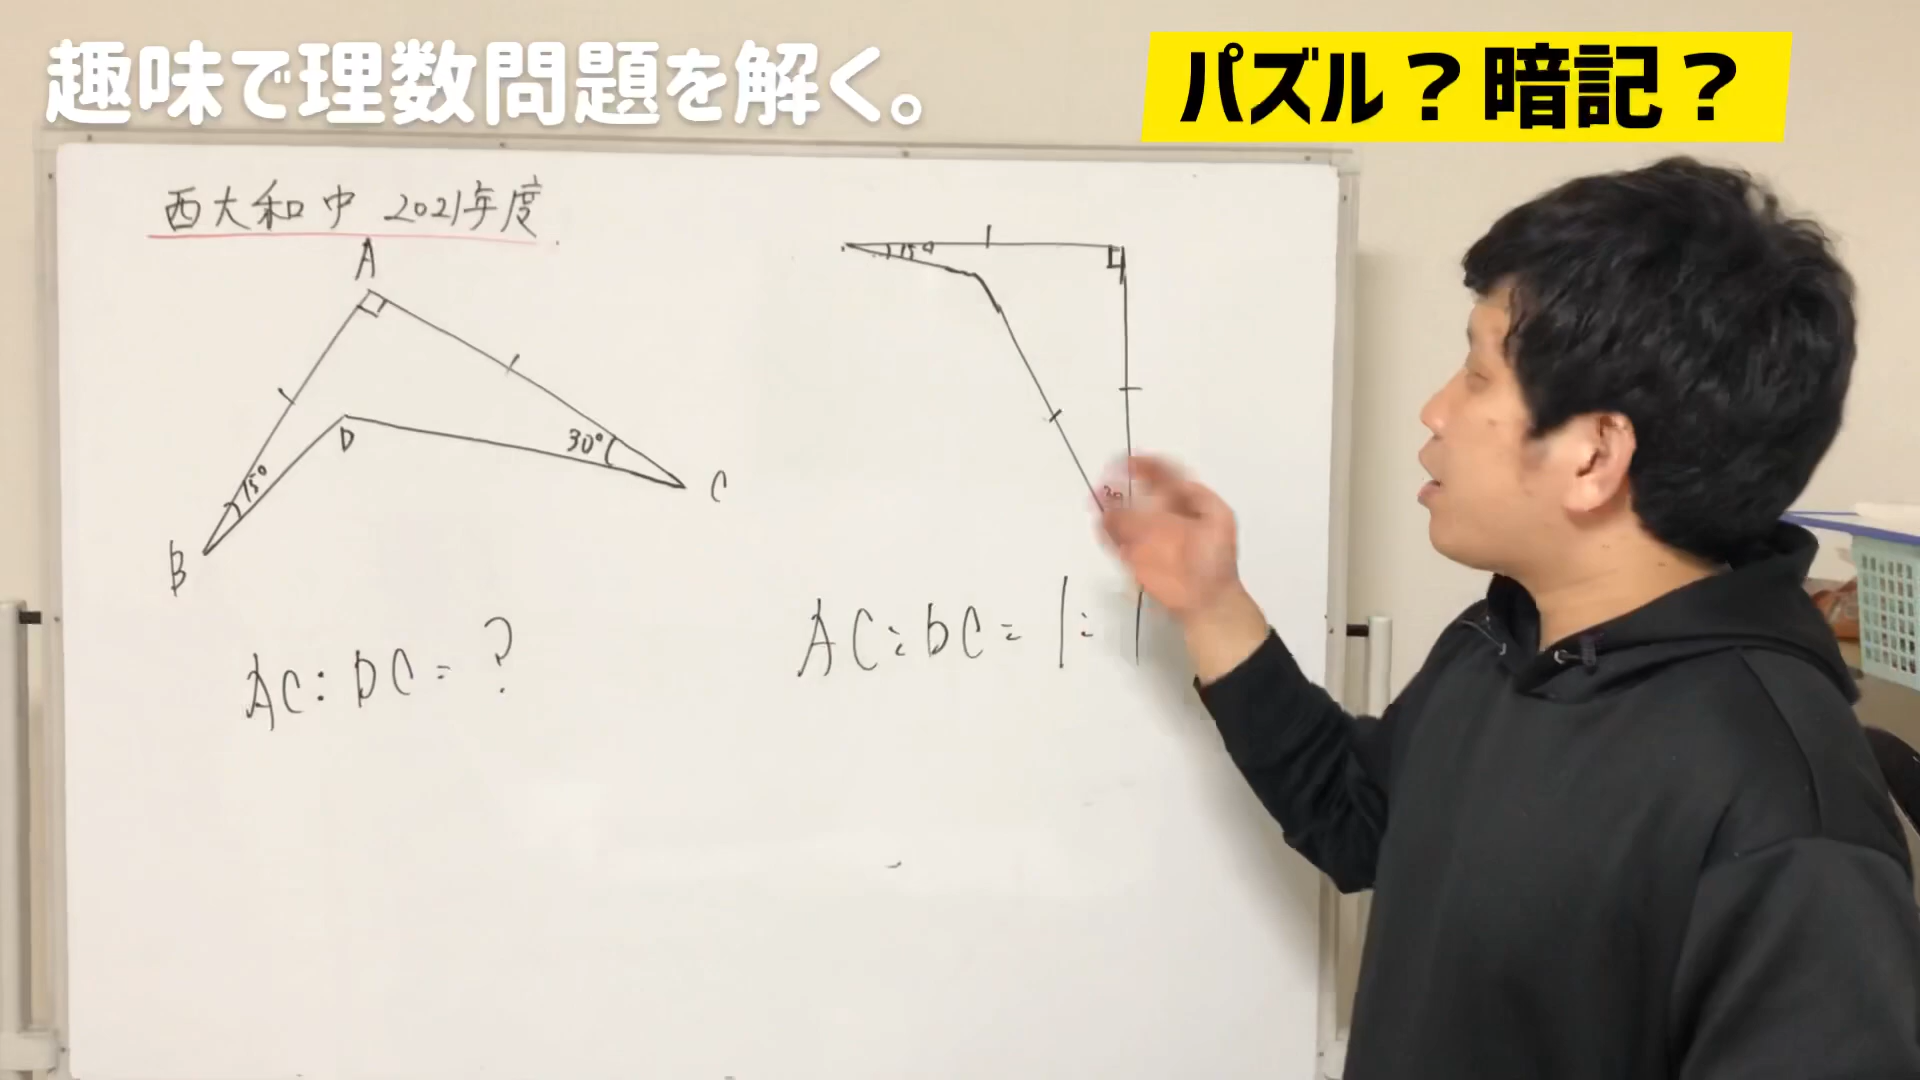 趣味で理数問題を解く。
パズル？暗記？
西大和中 2021年度
A
15°
D
30°
C
B
15°
30
AC:DC=?
AC:DC=1:1